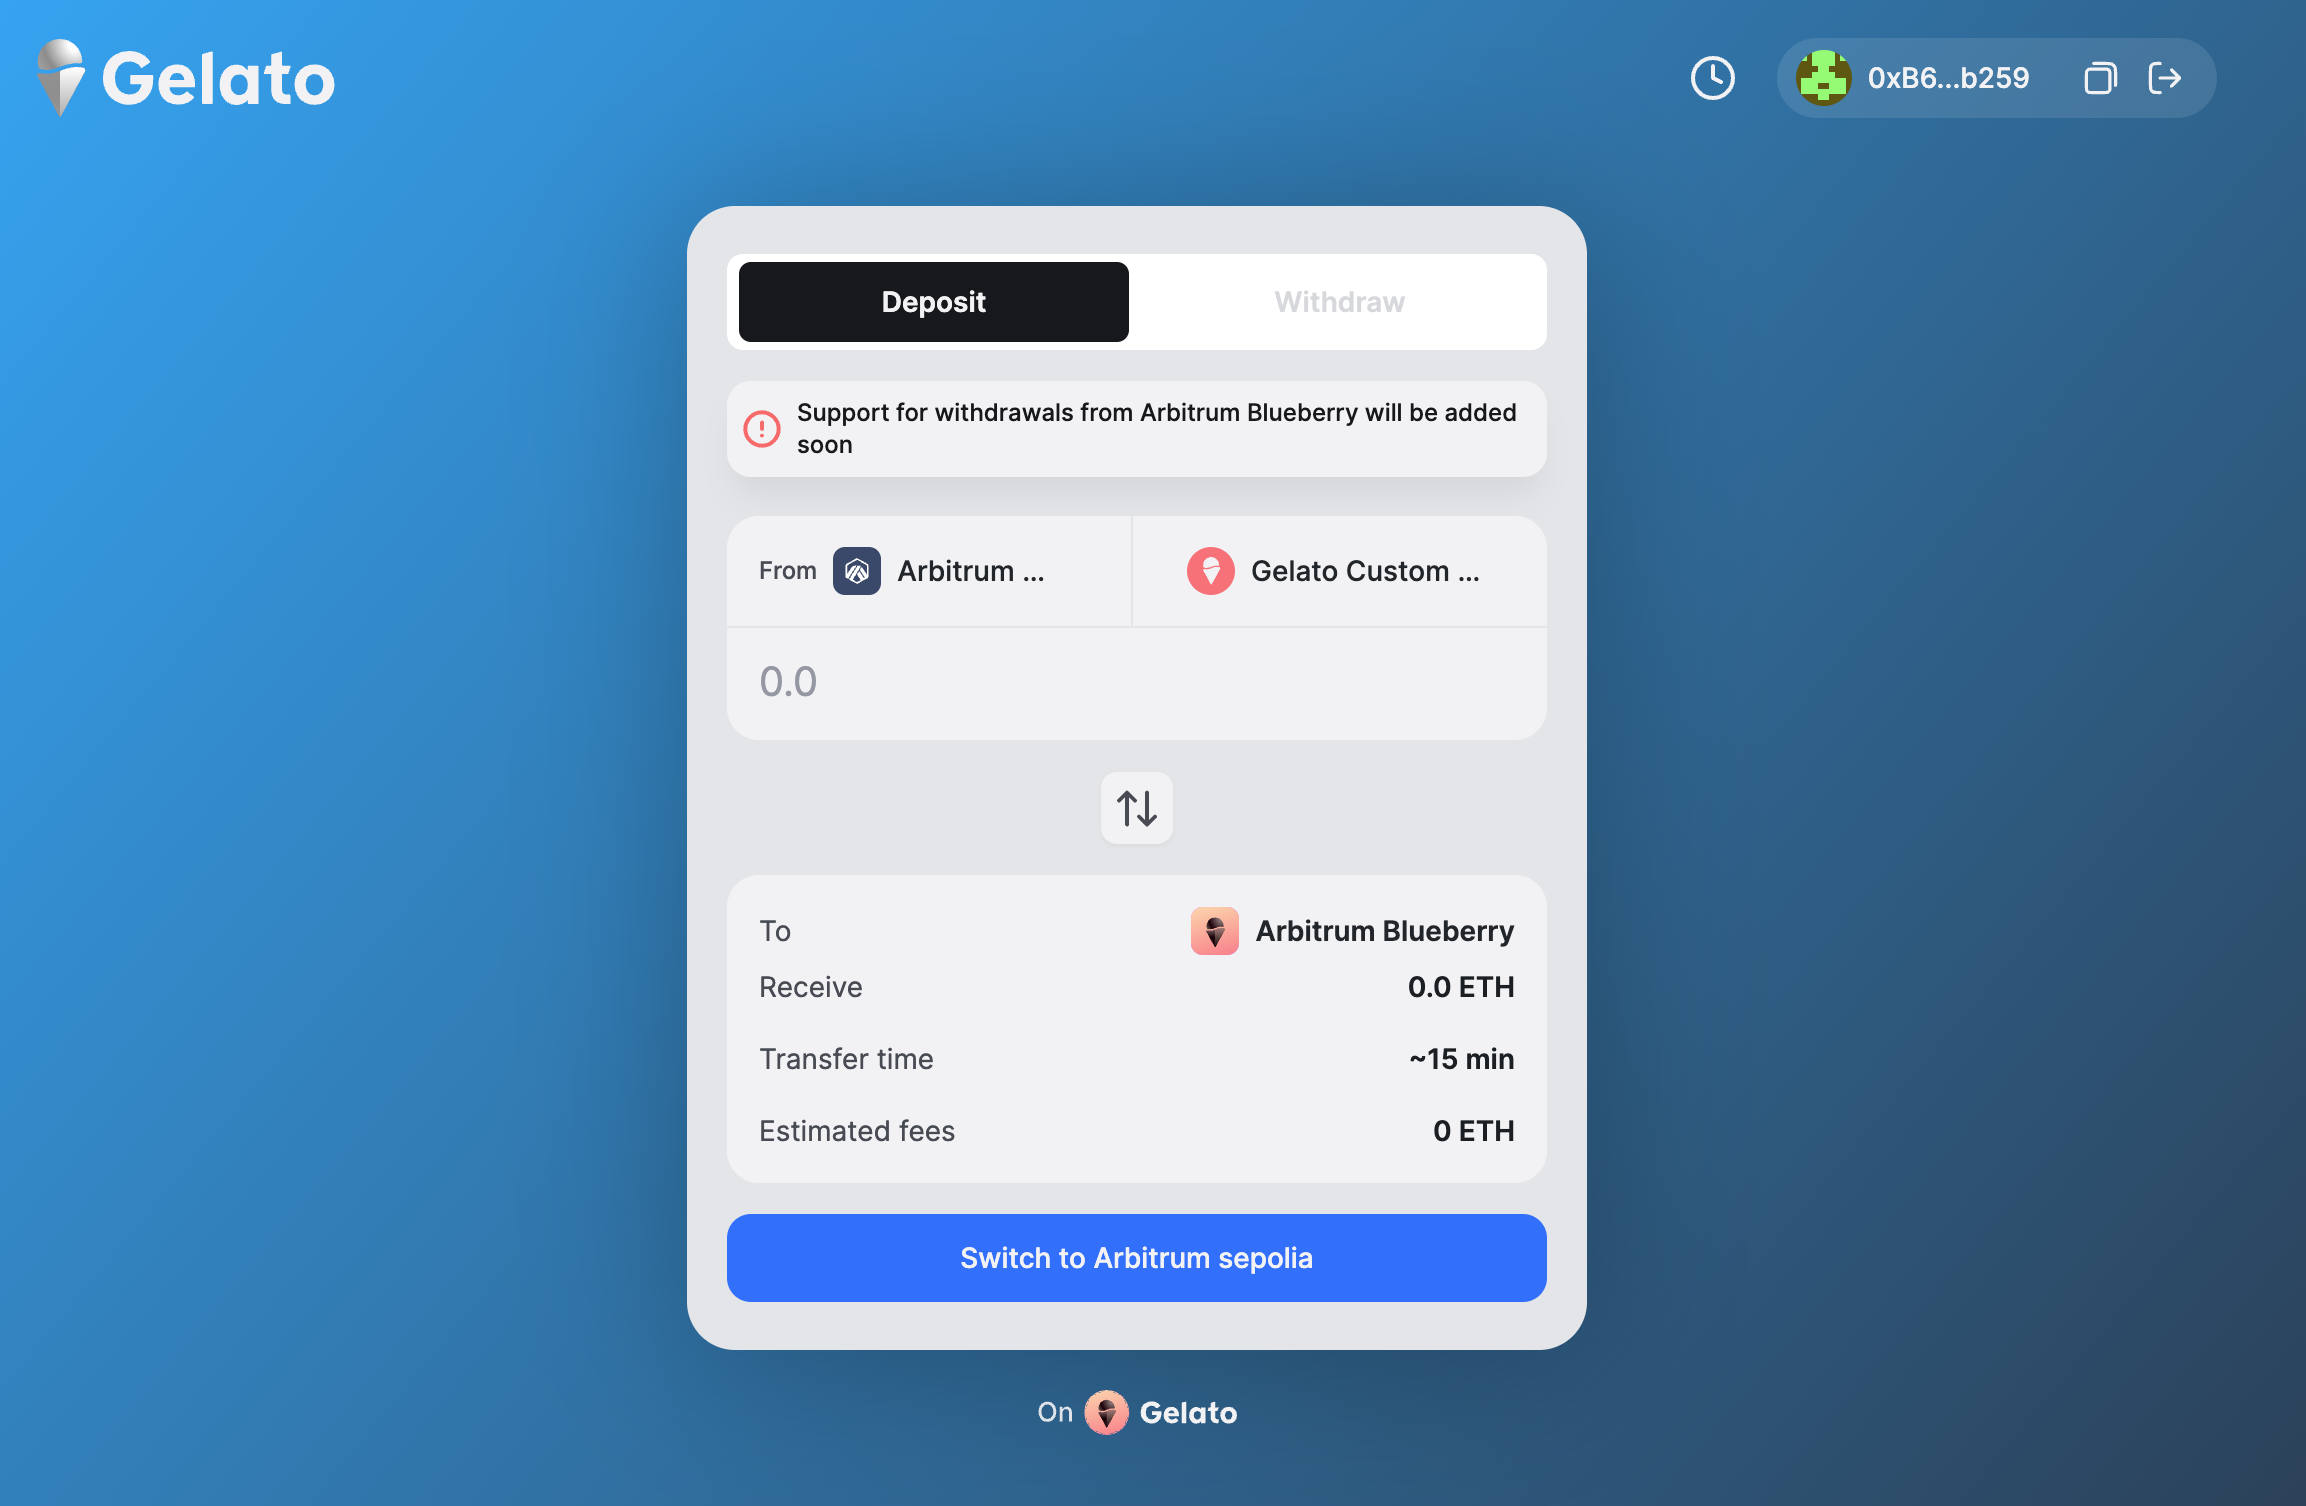 Gelato
0xB6...b259
Deposit
Withdraw
Support for withdrawals from Arbitrum Blueberry will be added
soon
From
Arbitrum ...
Gelato Custom ...
0.0
To
Arbitrum Blueberry
Receive
0.0 ETH
Transfer time
~15 min
Estimated fees
0 ETH
Switch to Arbitrum sepolia
On Gelato